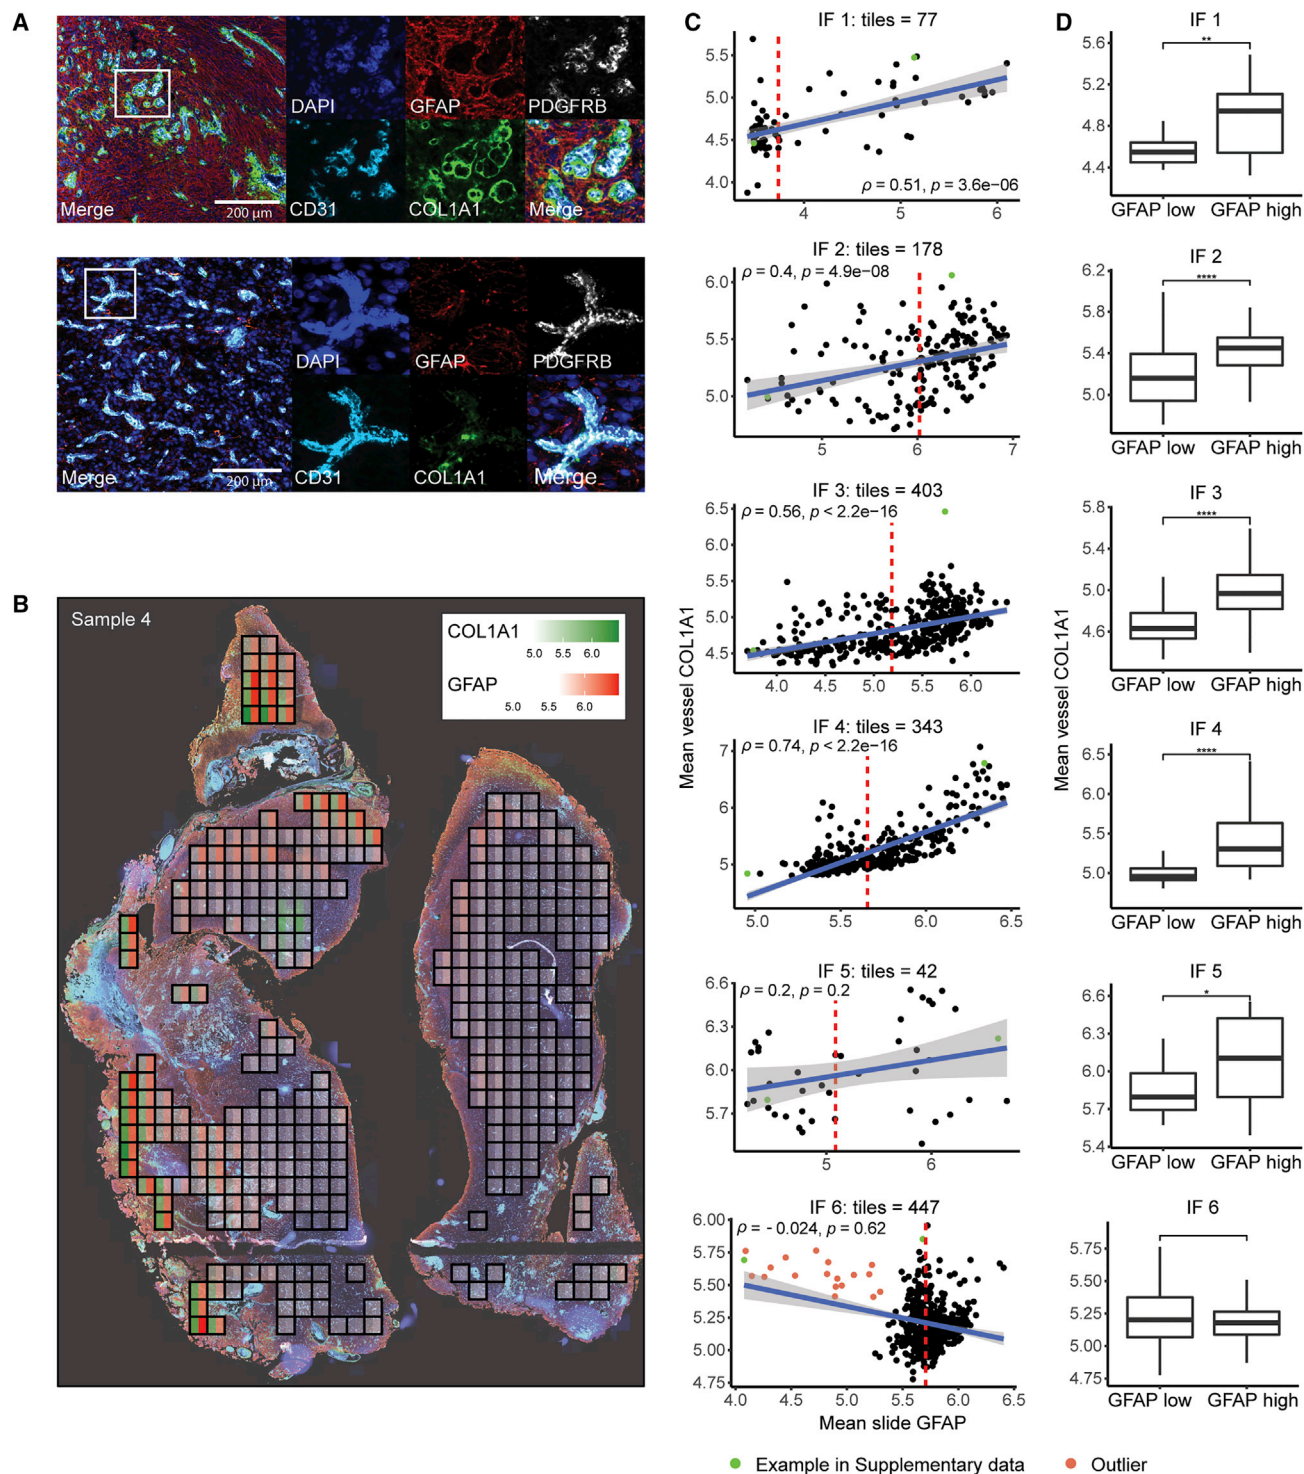 A
DAPI
GFAP
PDGFRB
Merge
200 µm
CD31
COL1A1
Merge
DAPI
GFAP
PDGFRB
Merge
200 µm
CD31
COL1A1
Merge
B
Sample 4
COL1A1
5.0 5.5 6.0
GFAP
5.0 5.5 6.0
C
Mean vessel COL1A1
IF 1: tiles = 77
5.5
5.0
4.5
4.0
ρ = 0.51, p = 3.6e−06
4 5 6
IF 2: tiles = 178
ρ = 0.4, p = 4.9e−08
6.0
5.5
5.0
5 6 7
IF 3: tiles = 403
ρ = 0.56, p < 2.2e−16
6.5
6.0
5.5
5.0
4.5
4.0 4.5 5.0 5.5 6.0
IF 4: tiles = 343
ρ = 0.74, p < 2.2e−16
7
6
5
5.0 5.5 6.0 6.5
IF 5: tiles = 42
ρ = 0.2, p = 0.2
6.6
6.3
6.0
5.7
5 6
IF 6: tiles = 447
ρ = - 0.024, p = 0.62
6.00
5.75
5.50
5.25
5.00
4.75
4.0 4.5 5.0 5.5 6.0 6.5
Mean slide GFAP
D
Mean vessel COL1A1
IF 1
**
5.6
5.2
4.8
4.4
GFAP low GFAP high
IF 2
****
6.2
5.8
5.4
5.0
GFAP low GFAP high
IF 3
****
5.8
5.4
5.0
4.6
GFAP low GFAP high
IF 4
****
6.5
6.0
5.5
5.0
GFAP low GFAP high
IF 5
*
6.6
6.3
6.0
5.7
5.4
GFAP low GFAP high
IF 6
5.75
5.50
5.25
5.00
4.75
GFAP low GFAP high
Example in Supplementary data
Outlier